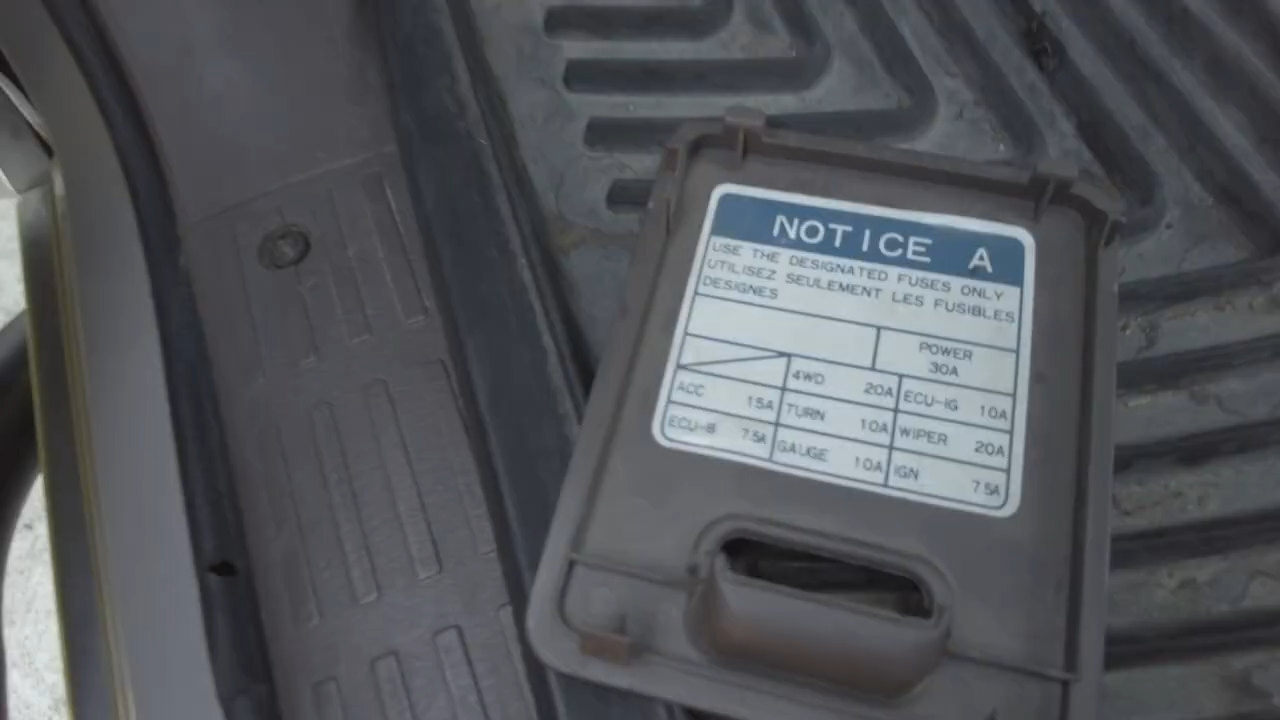 NOTICE A
USE THE DESIGNATED FUSES ONLY
UTILISEZ SEULEMENT LES FUSIBLES
DESIGNES
POWER
30A
4WD 20A ECU-IG 10A
ACC 15A TURN 10A WIPER 20A
ECU-B 7.5A GAUGE 10A IGN 7.5A